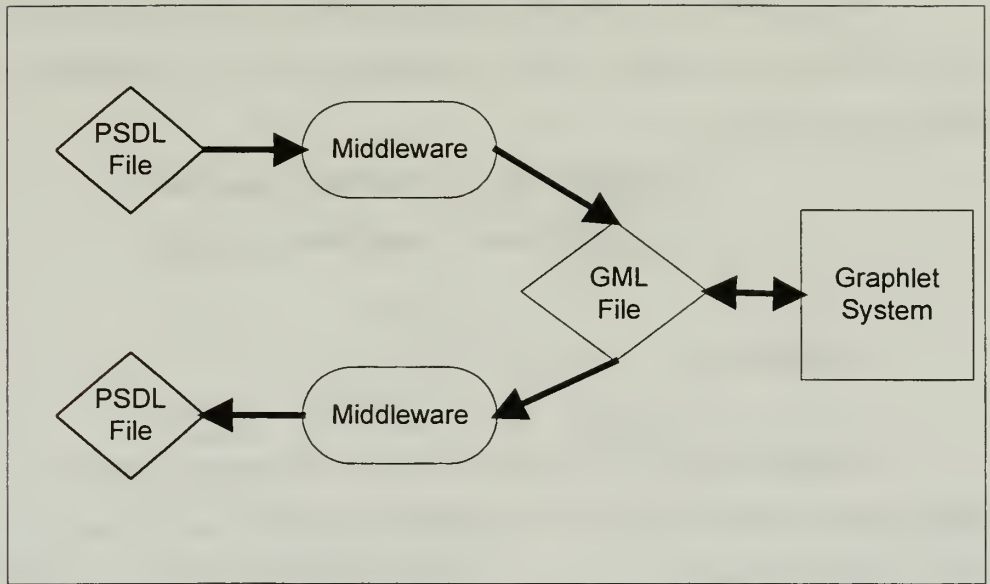 PSDL
File
Middleware
GML
File
Graphlet
System
PSDL
File
Middleware